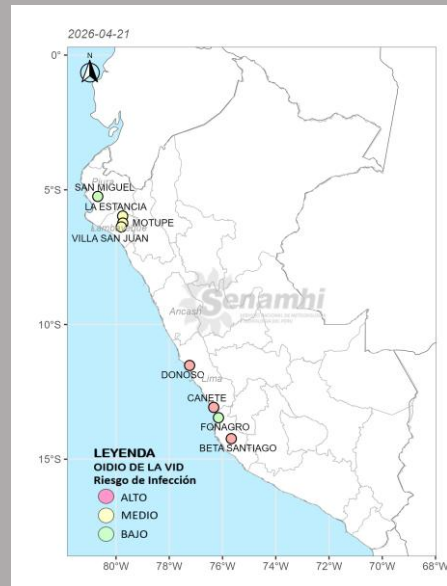 2026-04-21
N
0°
5°S
10°S
15°S
Piura
SAN MIGUEL
LA ESTANCIA
MOTUPE
Lambayeque
VILLA SAN JUAN
Senamhi
Ancash
DONOSO
Lima
CANETE
FONAGRO
BETA SANTIAGO
LEYENDA
OIDIO DE LA VID
Riesgo de Infección
ALTO
MEDIO
BAJO
80°W 78°W 76°W 74°W 72°W 70°W 68°W